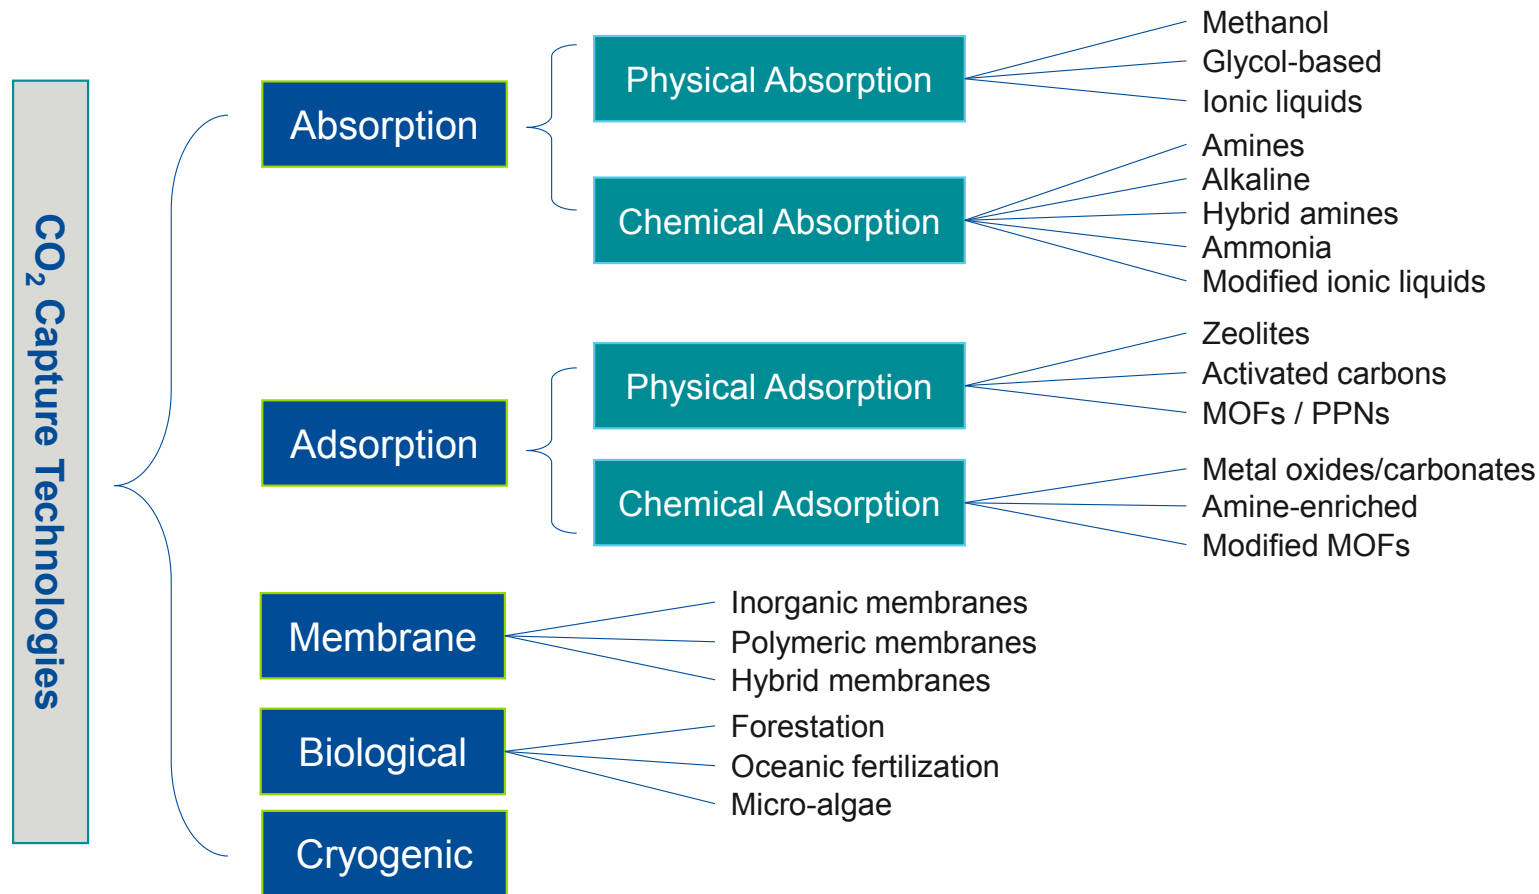 CO₂ Capture Technologies
Absorption
Physical Absorption
Methanol
Glycol-based
Ionic liquids
Chemical Absorption
Amines
Alkaline
Hybrid amines
Ammonia
Modified ionic liquids
Adsorption
Physical Adsorption
Zeolites
Activated carbons
MOFs / PPNs
Chemical Adsorption
Metal oxides/carbonates
Amine-enriched
Modified MOFs
Membrane
Inorganic membranes
Polymeric membranes
Hybrid membranes
Biological
Forestation
Oceanic fertilization
Micro-algae
Cryogenic